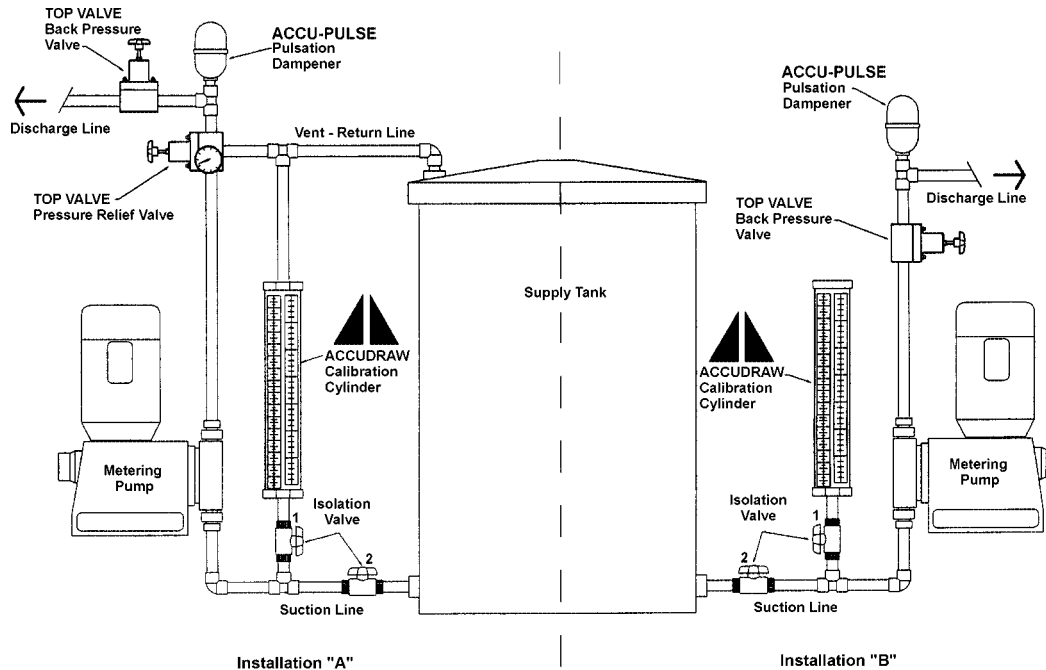 TOP VALVE
Back Pressure
Valve
ACCU-PULSE
Pulsation
Dampener
Discharge Line
Vent - Return Line
TOP VALVE
Pressure Relief Valve
ACCUDRAW
Calibration
Cylinder
Metering
Pump
Isolation
Valve
1
2
Suction Line
Installation "A"
Supply Tank
ACCU-PULSE
Pulsation
Dampener
Discharge Line
TOP VALVE
Back Pressure
Valve
ACCUDRAW
Calibration
Cylinder
Metering
Pump
Isolation
Valve
1
2
Suction Line
Installation "B"